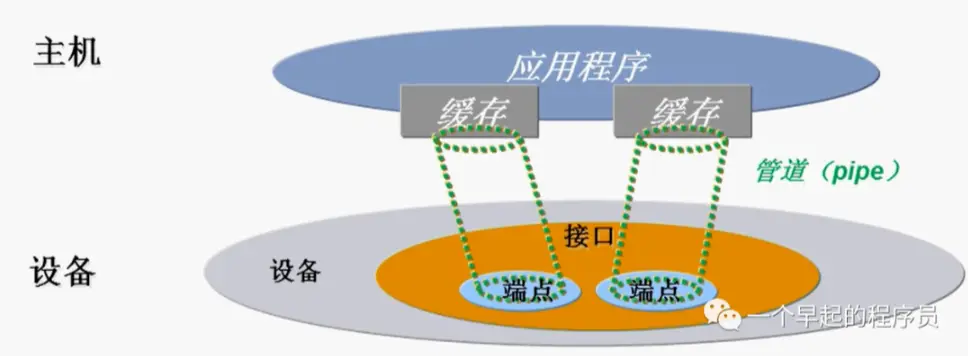 主机
应用程序
缓存
缓存
管道（pipe）
接口
设备
设备
端点
端点
一个早起的程序员